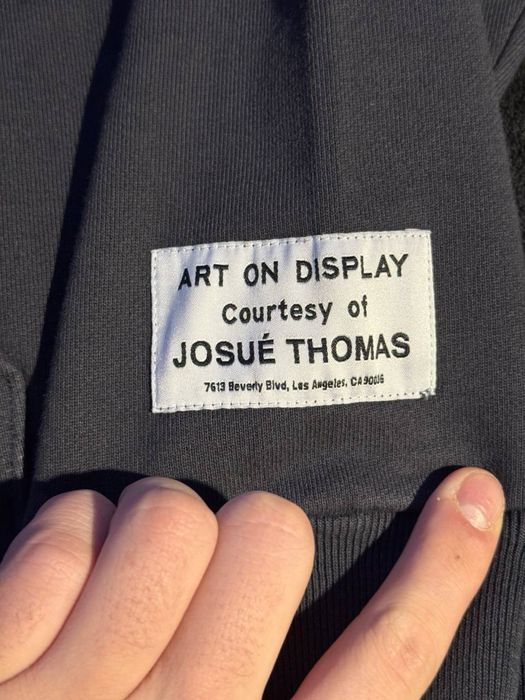 ART ON DISPLAY
Courtesy of
JOSUÉ THOMAS
7613 Beverly Blvd, Los Angeles, CA 90036